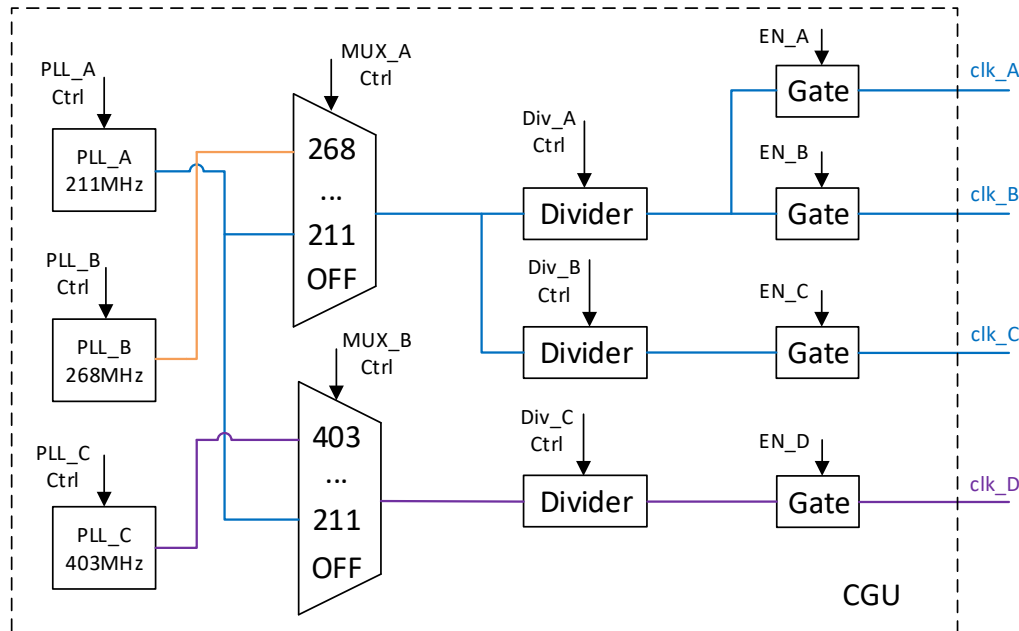 PLL_A
Ctrl
PLL_A
211MHz
PLL_B
Ctrl
PLL_B
268MHz
PLL_C
Ctrl
PLL_C
403MHz
MUX_A
Ctrl
268
...
211
OFF
MUX_B
Ctrl
403
...
211
OFF
Div_A
Ctrl
Divider
Div_B
Ctrl
Divider
Div_C
Ctrl
Divider
EN_A
Gate
clk_A
EN_B
Gate
clk_B
EN_C
Gate
clk_C
EN_D
Gate
clk_D
CGU